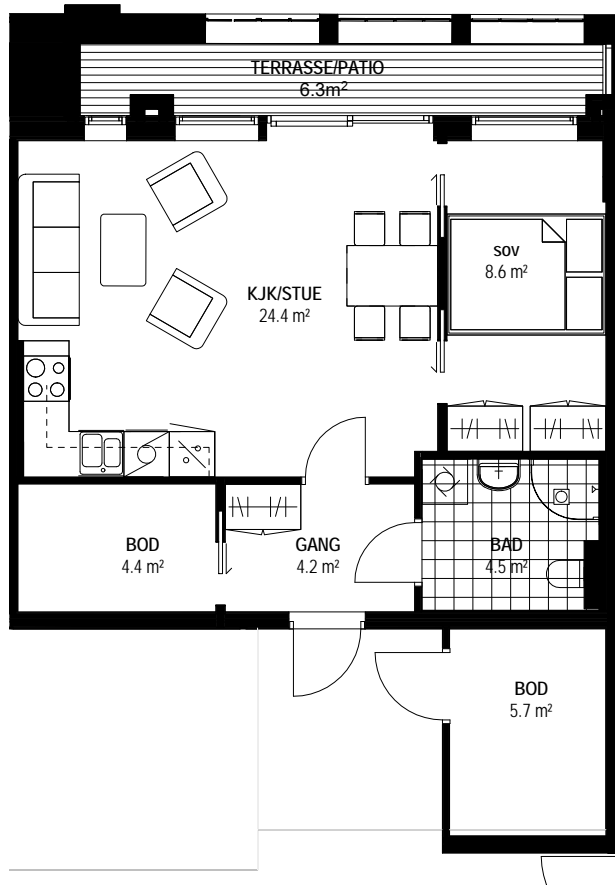 TERRASSE/PATIO
6.3m²
sov
8.6 m²
KJK/STUE
24.4 m²
BOD
4.4 m²
GANG
4.2 m²
BAD
4.5 m²
BOD
5.7 m²